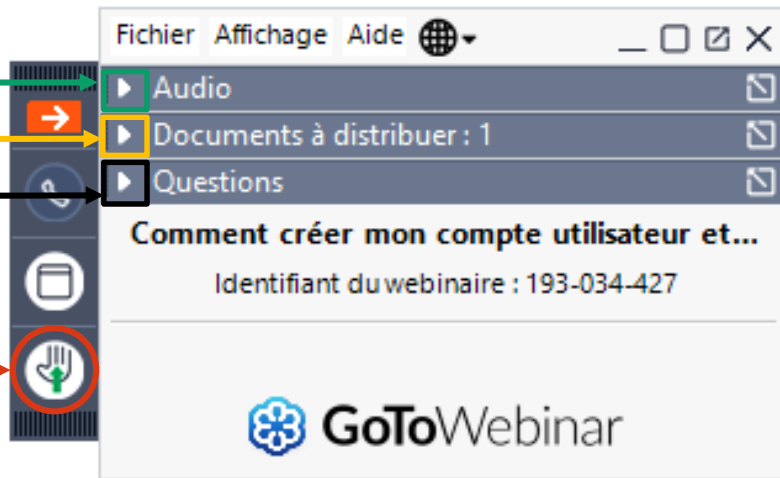 Fichier Affichage Aide
Audio
Documents à distribuer : 1
Questions
Comment créer mon compte utilisateur et...
Identifiant du webinaire : 193-034-427
GoToWebinar